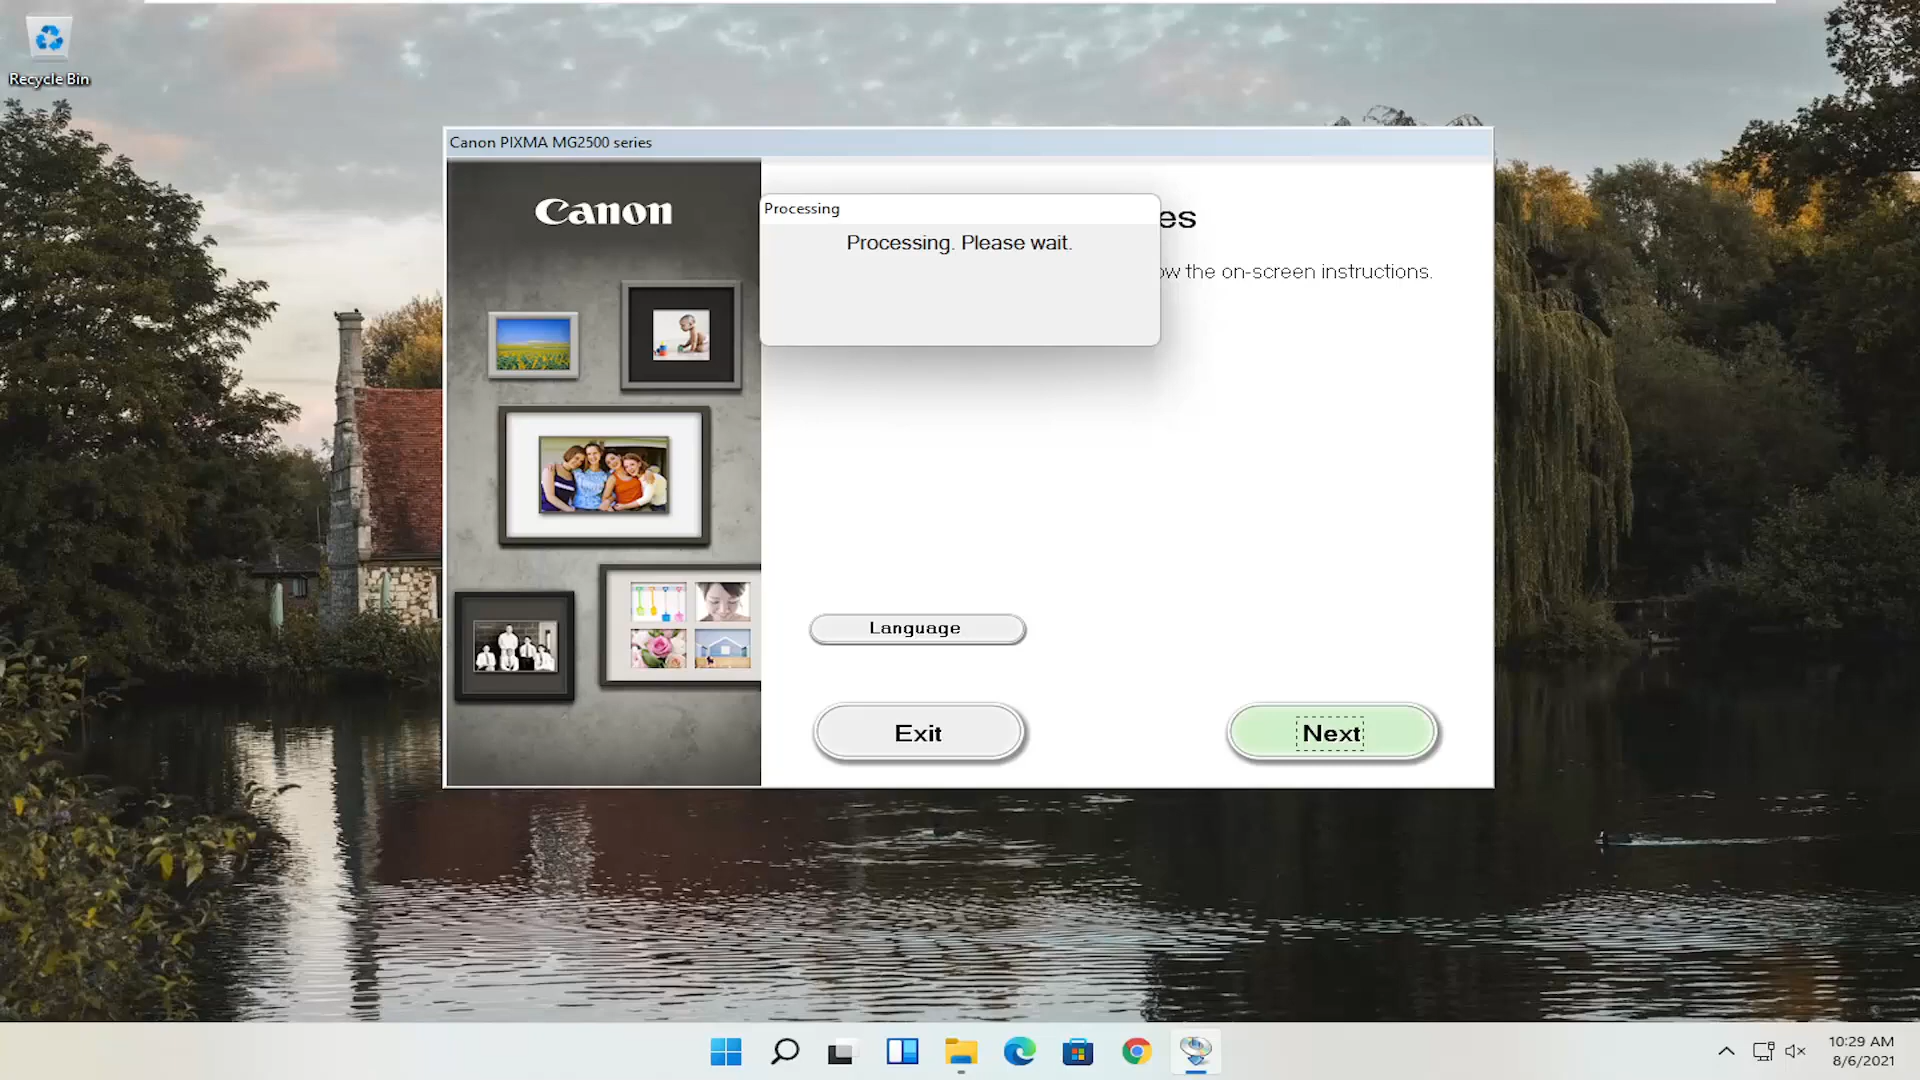 Recycle Bin
Canon PIXMA MG2500 series
Canon
Processing
Processing. Please wait.
es
ow the on-screen instructions.
Language
Exit
Next
10:29 AM
8/6/2021